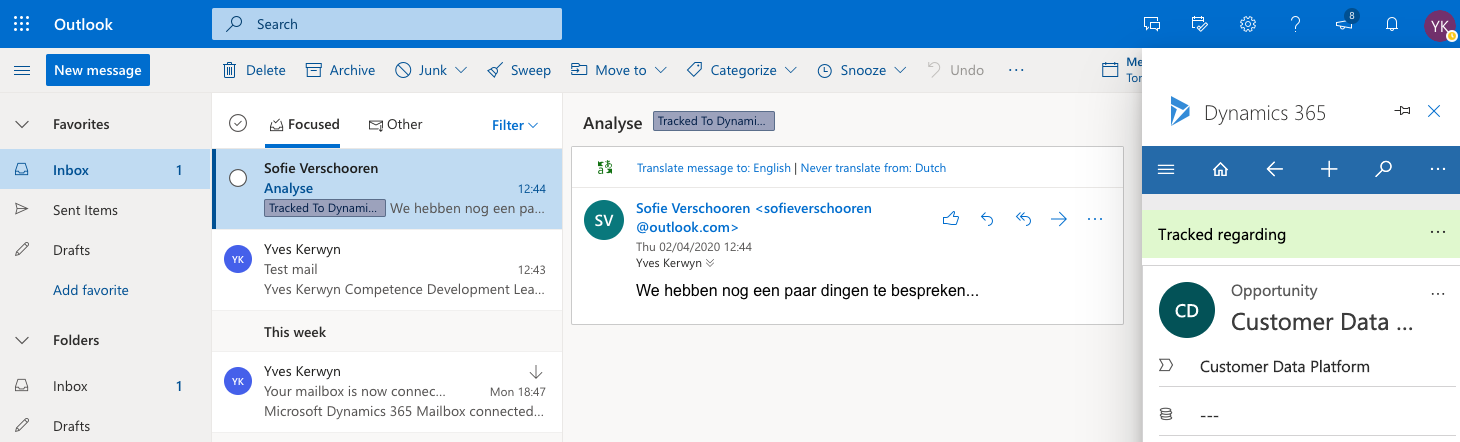 Outlook
Search
8
YK
New message
Delete
Archive
Junk
Sweep
Move to
Categorize
Snooze
Undo
Me
Tor
Favorites
Inbox 1
Sent Items
Drafts
Add favorite
Folders
Inbox 1
Drafts
Focused
Other
Filter
Sofie Verschooren
Analyse 12:44
Tracked To Dynami... We hebben nog een pa...
YK
Yves Kerwyn
Test mail 12:43
Yves Kerwyn Competence Development Lea...
This week
YK
Yves Kerwyn
Your mailbox is now connec... Mon 18:47
Microsoft Dynamics 365 Mailbox connected...
Analyse Tracked To Dynami...
Translate message to: English | Never translate from: Dutch
SV
Sofie Verschooren <sofieverschooren
@outlook.com>
Thu 02/04/2020 12:44
Yves Kerwyn
We hebben nog een paar dingen te bespreken...
Dynamics 365
Tracked regarding
CD
Opportunity
Customer Data ...
Customer Data Platform
---